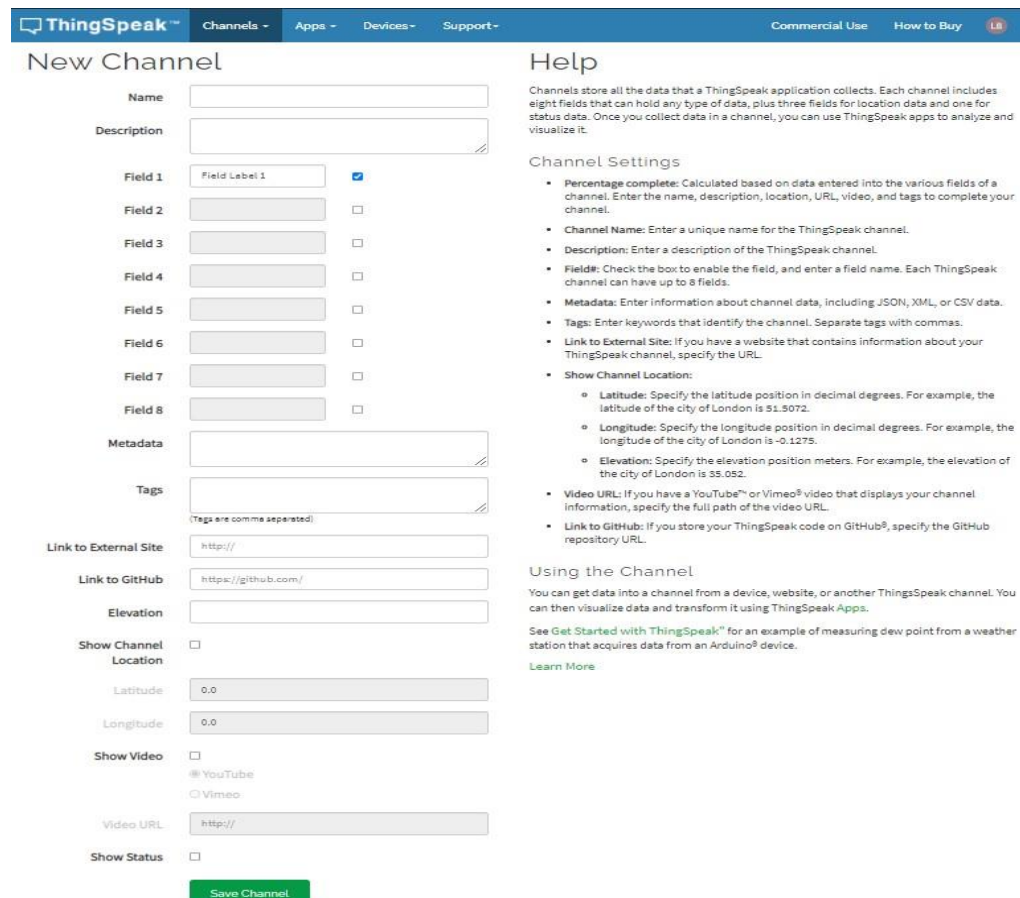 ThingSpeak™ Channels Apps Devices Support Commercial Use How to Buy LB
New Channel
Name
Description
Field 1 Field Label 1
Field 2
Field 3
Field 4
Field 5
Field 6
Field 7
Field 8
Metadata
Tags
(Tags are comma separated)
Link to External Site http://
Link to GitHub https://github.com/
Elevation
Show Channel
Location
Latitude 0.0
Longitude 0.0
Show Video
YouTube
Vimeo
Video URL http://
Show Status
Save Channel
Help
Channels store all the data that a ThingSpeak application collects. Each channel includes
eight fields that can hold any type of data, plus three fields for location data and one for
status data. Once you collect data in a channel, you can use ThingSpeak apps to analyze and
visualize it.
Channel Settings
▪ Percentage complete: Calculated based on data entered into the various fields of a
channel. Enter the name, description, location, URL, video, and tags to complete your
channel.
▪ Channel Name: Enter a unique name for the ThingSpeak channel.
▪ Description: Enter a description of the ThingSpeak channel.
▪ Field#: Check the box to enable the field, and enter a field name. Each ThingSpeak
channel can have up to 8 fields.
▪ Metadata: Enter information about channel data, including JSON, XML, or CSV data.
▪ Tags: Enter keywords that identify the channel. Separate tags with commas.
▪ Link to External Site: If you have a website that contains information about your
ThingSpeak channel, specify the URL.
▪ Show Channel Location:
o Latitude: Specify the latitude position in decimal degrees. For example, the
latitude of the city of London is 51.5072.
o Longitude: Specify the longitude position in decimal degrees. For example, the
longitude of the city of London is -0.1275.
o Elevation: Specify the elevation position meters. For example, the elevation of
the city of London is 35.052.
▪ Video URL: If you have a YouTube™ or Vimeo® video that displays your channel
information, specify the full path of the video URL.
▪ Link to GitHub: If you store your ThingSpeak code on GitHub®, specify the GitHub
repository URL.
Using the Channel
You can get data into a channel from a device, website, or another ThingsSpeak channel. You
can then visualize data and transform it using ThingSpeak Apps.
See Get Started with ThingSpeak™ for an example of measuring dew point from a weather
station that acquires data from an Arduino® device.
Learn More